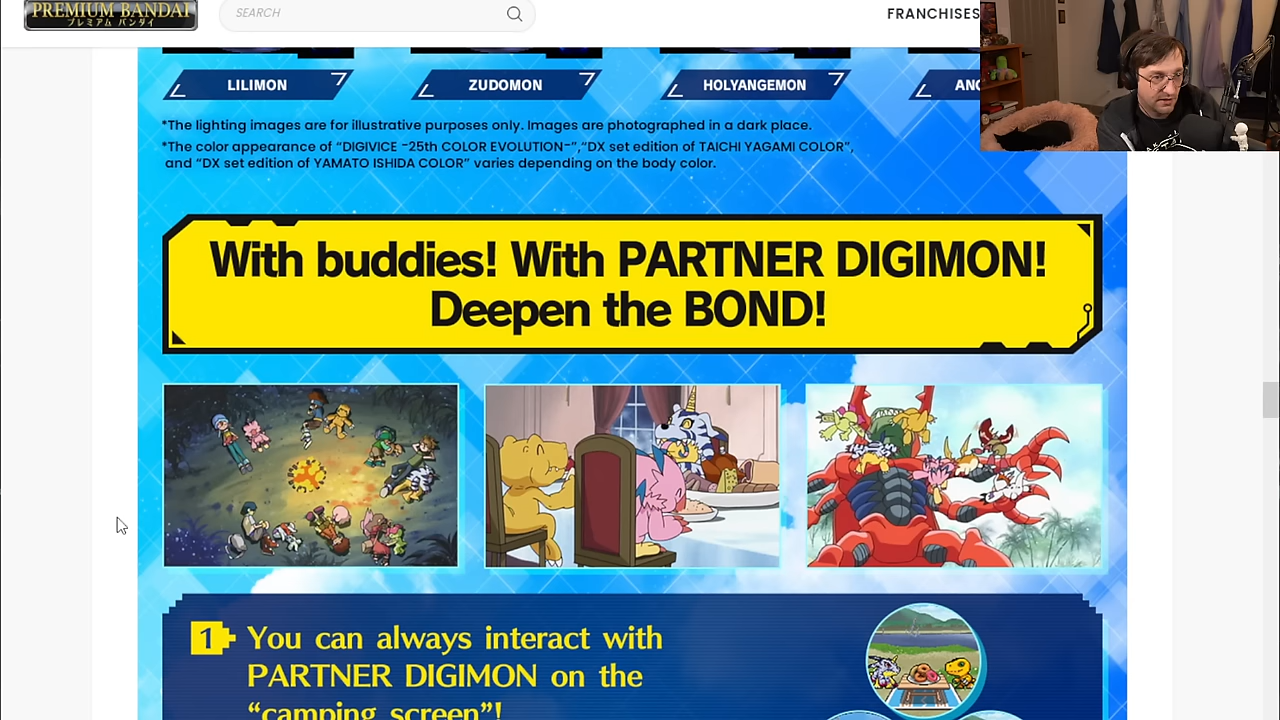 PREMIUM BANDAI
プレミアム バンダイ
SEARCH
FRANCHISES
LILIMON
ZUDOMON
HOLYANGEMON
*The lighting images are for illustrative purposes only. Images are photographed in a dark place.
*The color appearance of “DIGIVICE -25th COLOR EVOLUTION-”,“DX set edition of TAICHI YAGAMI COLOR”,
and “DX set edition of YAMATO ISHIDA COLOR” varies depending on the body color.
With buddies! With PARTNER DIGIMON!
Deepen the BOND!
1 You can always interact with
PARTNER DIGIMON on the
“camping screen”!